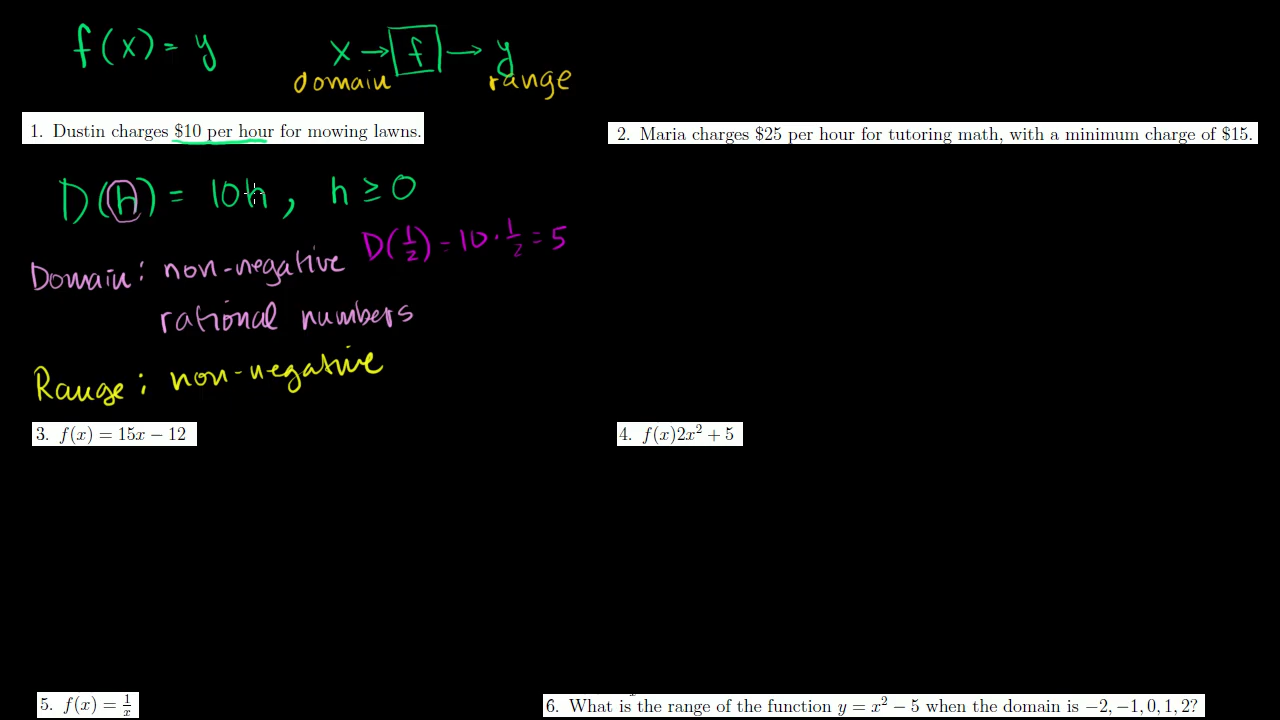 f(x) = y
x → f → y
domain
range
1. Dustin charges $10 per hour for mowing lawns.
2. Maria charges $25 per hour for tutoring math, with a minimum charge of $15.
D(h) = 10h, h ≥ 0
D(1/2) = 10 · 1/2 = 5
Domain: non-negative
rational numbers
Range: non-negative
3. f(x) = 15x − 12
4. f(x)2x² + 5
5. f(x) = 1/x
6. What is the range of the function y = x² − 5 when the domain is −2, −1, 0, 1, 2?